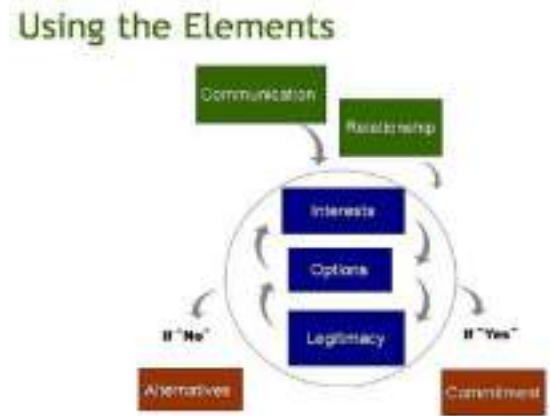 Using the Elements
Communication
Relationship
Interests
Options
Legitimacy
If "No"
If "Yes"
Alternatives
Commitment